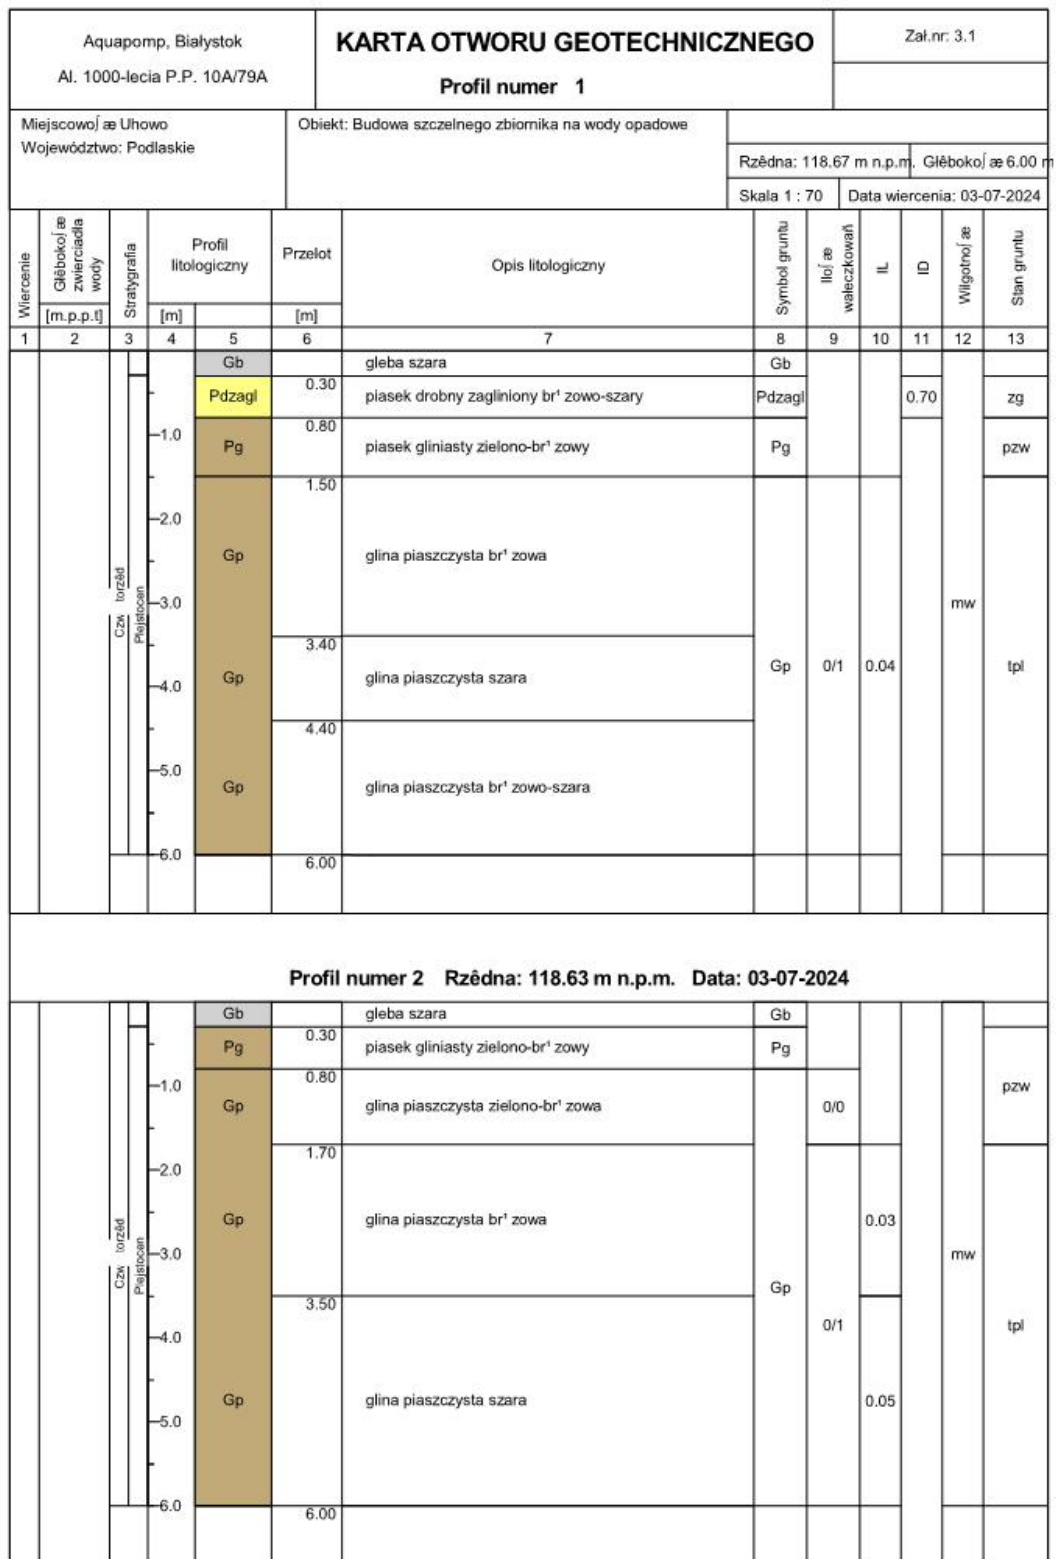 Aquapomp, Białystok
Al. 1000-lecia P.P. 10A/79A
KARTA OTWORU GEOTECHNICZNEGO
Profil numer 1
Zał.nr: 3.1
Miejscowoſæ Uhowo
Województwo: Podlaskie
Obiekt: Budowa szczelnego zbiornika na wody opadowe
Rzêdna: 118.67 m n.p.m. Głêbokoſæ 6.00 m
Skala 1 : 70 Data wiercenia: 03-07-2024
Wiercenie
Głêbokoſæ zwierciadla wody
[m.p.p.t]
Stratygrafia
Profil litologiczny
[m]
Przelot
[m]
Opis litologiczny
Symbol gruntu
Iloſæ wałeczkowań
IL
ID
Wilgotnoſæ
Stan gruntu
1 2 3 4 5 6 7 8 9 10 11 12 13
Gb gleba szara Gb
0.30
Pdzagl piasek drobny zagliniony br¹ zowo-szary Pdzagl 0.70 zg
0.80
1.0
Pg piasek gliniasty zielono-br¹ zowy Pg pzw
1.50
2.0
Gp glina piaszczysta br¹ zowa
Czw torzêd
Plejstocen
3.0 mw
3.40
Gp glina piaszczysta szara Gp 0/1 0.04 tpl
4.0
4.40
5.0
Gp glina piaszczysta br¹ zowo-szara
6.0
6.00
Profil numer 2 Rzêdna: 118.63 m n.p.m. Data: 03-07-2024
Gb gleba szara Gb
0.30
Pg piasek gliniasty zielono-br¹ zowy Pg
0.80
1.0 pzw
Gp glina piaszczysta zielono-br¹ zowa 0/0
1.70
2.0
Gp glina piaszczysta br¹ zowa 0.03
Czw torzêd
Plejstocen
3.0 mw
Gp
3.50
4.0 0/1 tpl
Gp glina piaszczysta szara 0.05
5.0
6.0
6.00